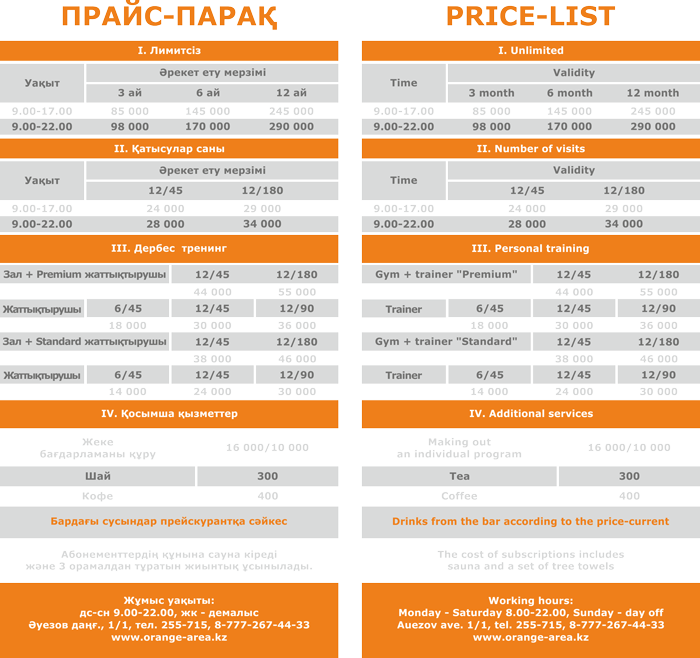 ПРАЙС-ПАРАҚ
I. Лимитсіз
Уақыт
Әрекет ету мерзімі
3 ай 6 ай 12 ай
9.00-17.00 85 000 145 000 245 000
9.00-22.00 98 000 170 000 290 000
II. Қатысулар саны
Уақыт
Әрекет ету мерзімі
12/45 12/180
9.00-17.00 24 000 29 000
9.00-22.00 28 000 34 000
III. Дербес тренинг
Зал + Premium жаттықтырушы 12/45 12/180
44 000 55 000
Жаттықтырушы 6/45 12/45 12/90
18 000 30 000 36 000
Зал + Standard жаттықтырушы 12/45 12/180
38 000 46 000
Жаттықтырушы 6/45 12/45 12/90
14 000 24 000 30 000
IV. Қосымша қызметтер
Жеке
бағдарламаны құру
16 000/10 000
Шай 300
Кофе 400
Бардағы сусындар прейскурантқа сәйкес
Абонементтердің құнына сауна кіреді
және 3 орамалдан тұратын жиынтық ұсынылады.
Жұмыс уақыты:
дс-сн 9.00-22.00, жк - демалыс
Әуезов даңғ., 1/1, тел. 255-715, 8-777-267-44-33
www.orange-area.kz
PRICE-LIST
I. Unlimited
Time
Validity
3 month 6 month 12 month
9.00-17.00 85 000 145 000 245 000
9.00-22.00 98 000 170 000 290 000
II. Number of visits
Time
Validity
12/45 12/180
9.00-17.00 24 000 29 000
9.00-22.00 28 000 34 000
III. Personal training
Gym + trainer "Premium" 12/45 12/180
44 000 55 000
Trainer 6/45 12/45 12/90
18 000 30 000 36 000
Gym + trainer "Standard" 12/45 12/180
38 000 46 000
Trainer 6/45 12/45 12/90
14 000 24 000 30 000
IV. Additional services
Making out
an individual program
16 000/10 000
Tea 300
Coffee 400
Drinks from the bar according to the price-current
The cost of subscriptions includes
sauna and a set of tree towels
Working hours:
Monday - Saturday 8.00-22.00, Sunday - day off
Auezov ave. 1/1, tel. 255-715, 8-777-267-44-33
www.orange-area.kz